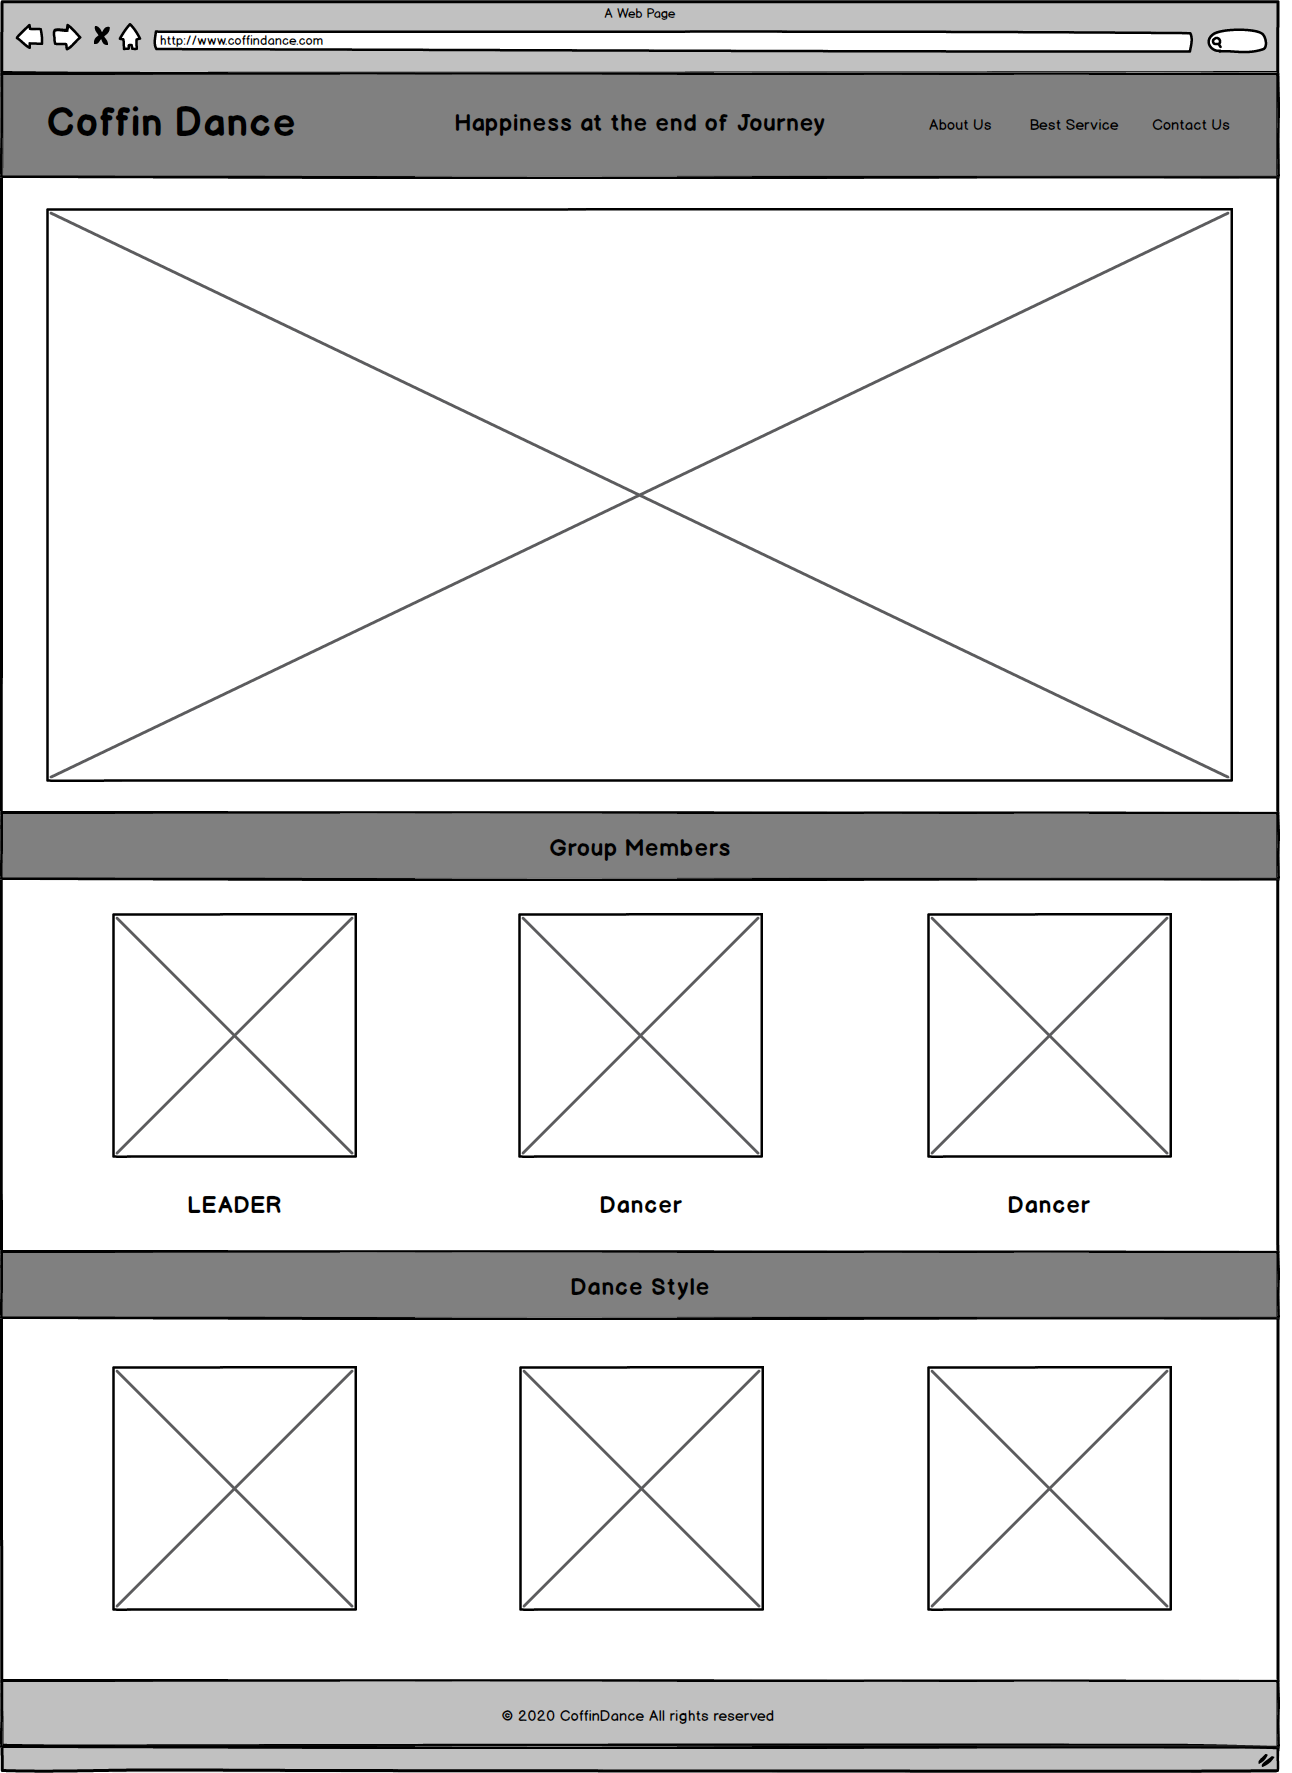 A Web Page
http://www.coffindance.com
Coffin Dance
Happiness at the end of Journey
About Us
Best Service
Contact Us
Group Members
LEADER
Dancer
Dancer
Dance Style
© 2020 CoffinDance All rights reserved